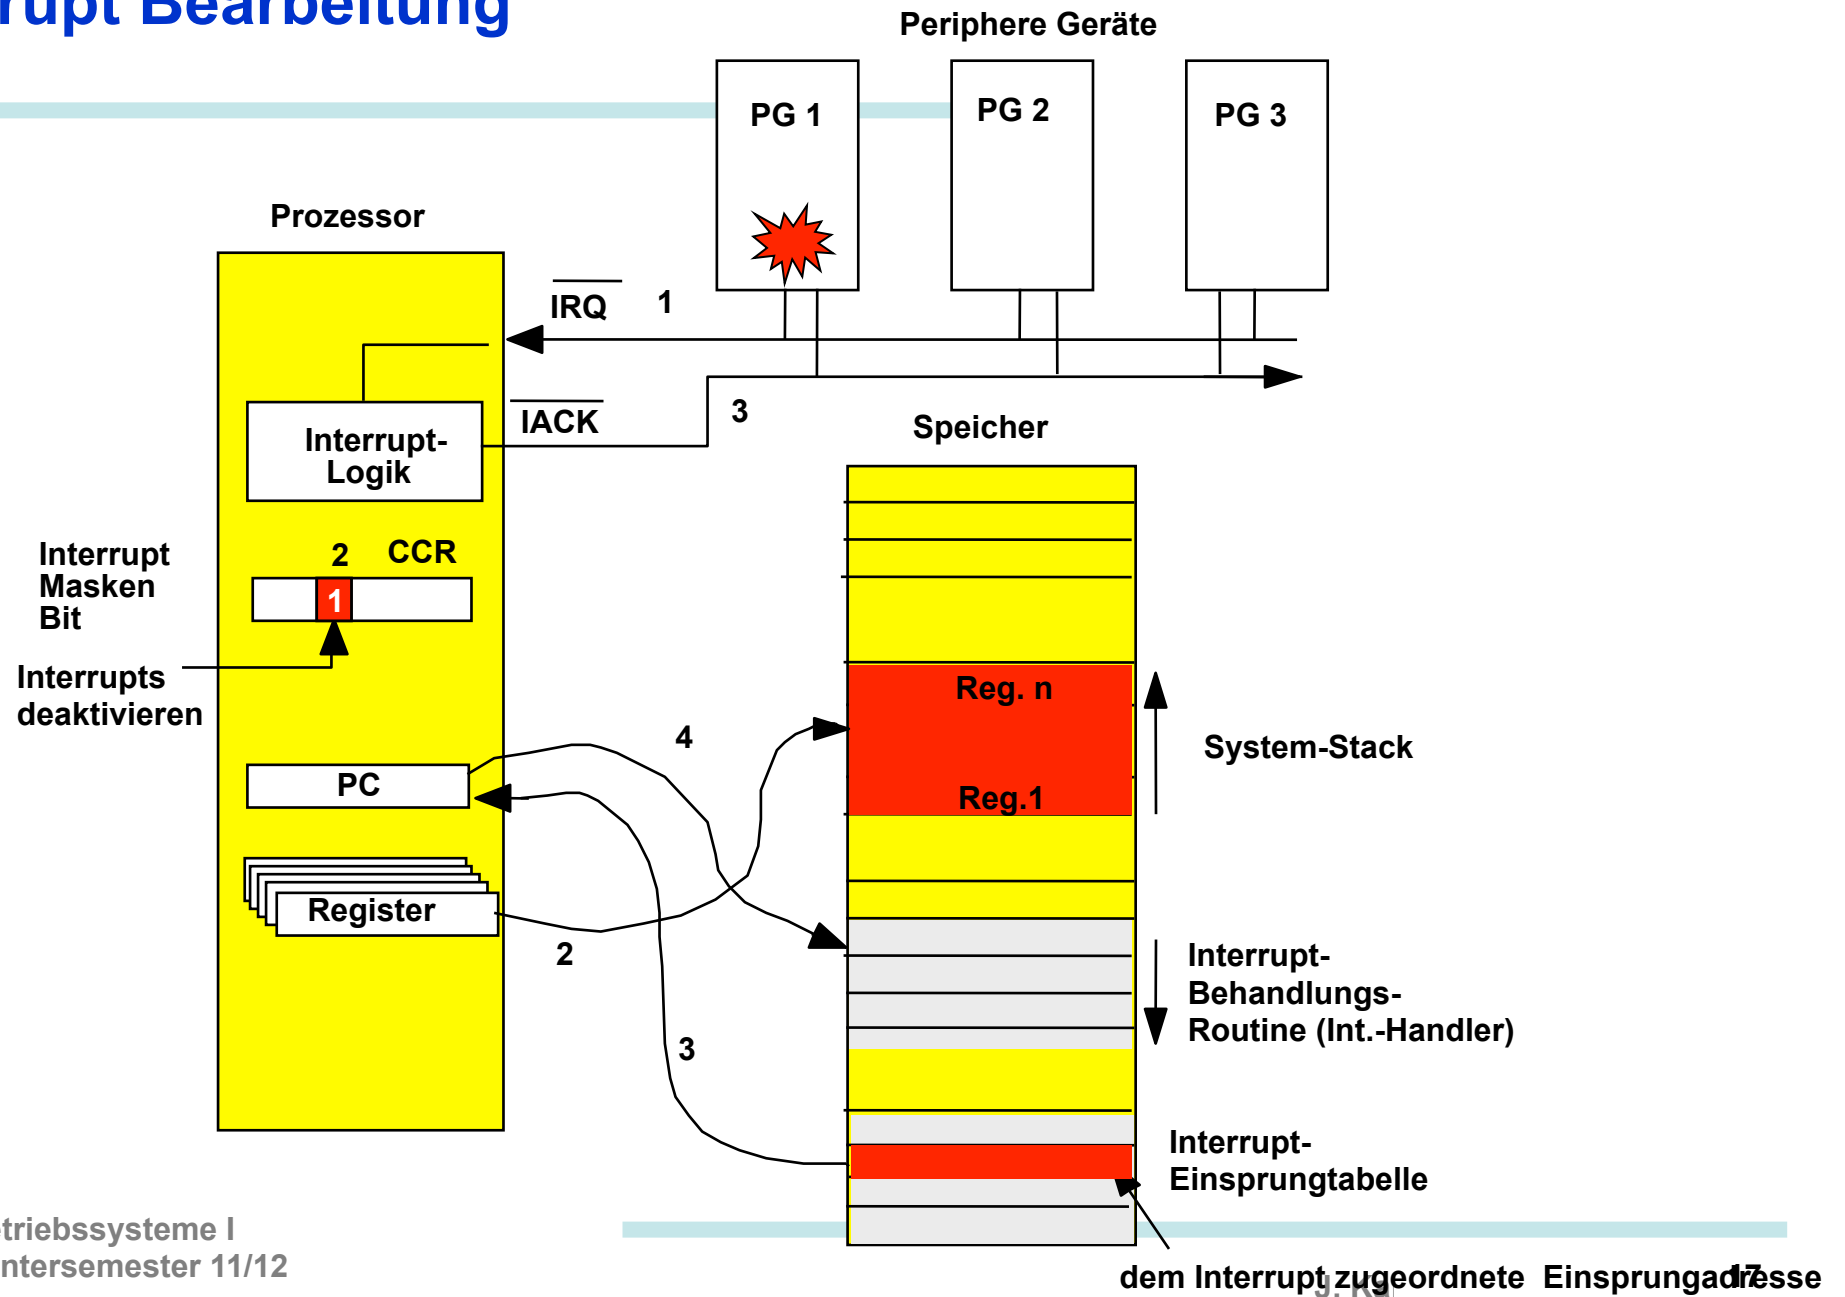 rupt Bearbeitung
Periphere Geräte
PG 1
PG 2
PG 3
Prozessor
IRQ
1
IACK
3
Interrupt-
Logik
Speicher
Interrupt
Masken
Bit
2
CCR
1
Interrupts
deaktivieren
Reg. n
4
System-Stack
PC
Reg.1
Register
2
Interrupt-
Behandlungs-
Routine (Int.-Handler)
3
Interrupt-
Einsprungtabelle
triebssysteme I
ntersemester 11/12
dem Interrupt zugeordnete Einsprungadresse
17